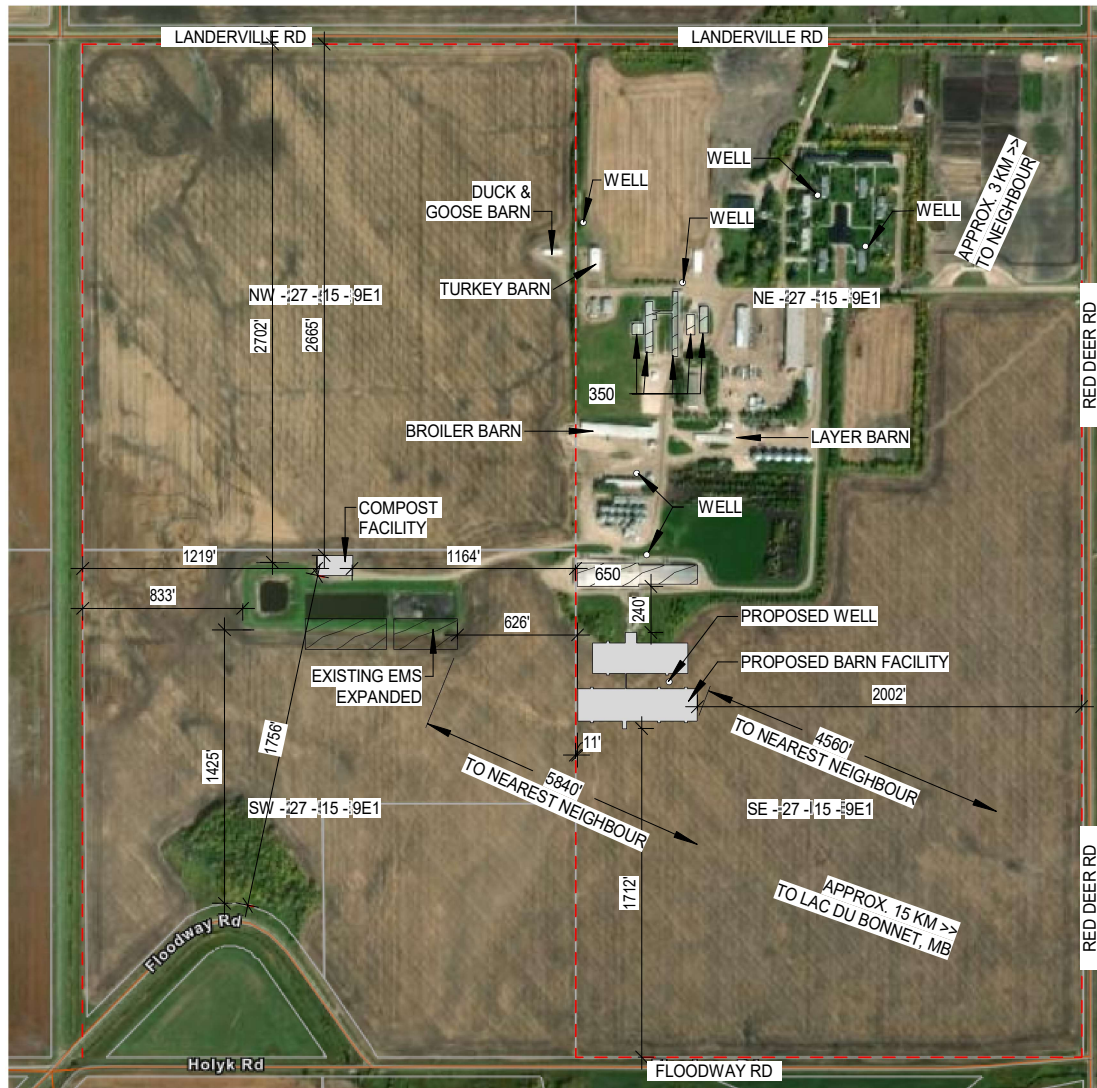 LANDERVILLE RD
LANDERVILLE RD
WELL
DUCK &
GOOSE BARN
WELL
WELL
WELL
APPROX. 3 KM >>
TO NEIGHBOUR
TURKEY BARN
NW - 27 - 15 - 9E1
NE - 27 - 15 - 9E1
2702'
2665'
RED DEER RD
350
BROILER BARN
LAYER BARN
COMPOST
FACILITY
WELL
1219'
1164'
650
833'
626'
240'
PROPOSED WELL
PROPOSED BARN FACILITY
EXISTING EMS
EXPANDED
2002'
1425'
1756'
11'
4560'
TO NEAREST NEIGHBOUR
5840'
TO NEAREST NEIGHBOUR
SW - 27 - 15 - 9E1
SE - 27 - 15 - 9E1
1712'
APPROX. 15 KM >>
TO LAC DU BONNET, MB
RED DEER RD
Floodway Rd
Holyk Rd
FLOODWAY RD